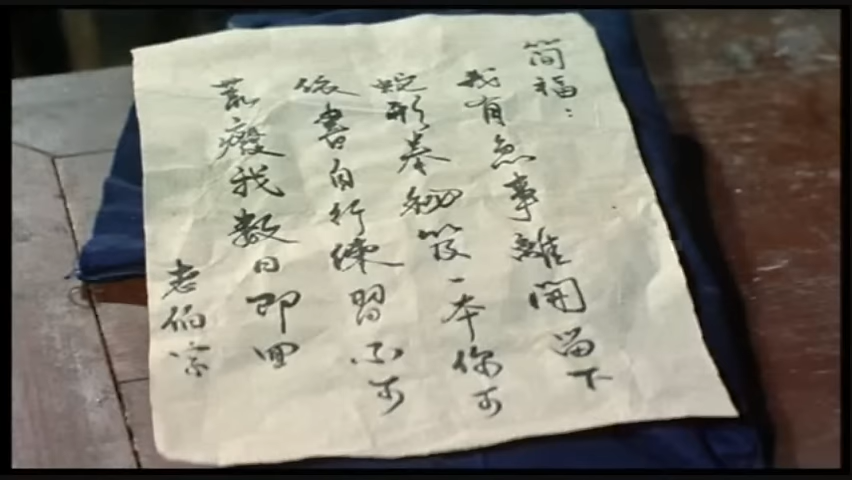 简福：
我有急事離開留下
蛇形拳秘笈一本你可
依書自行練習不可
荒廢我數日即回
老伯字